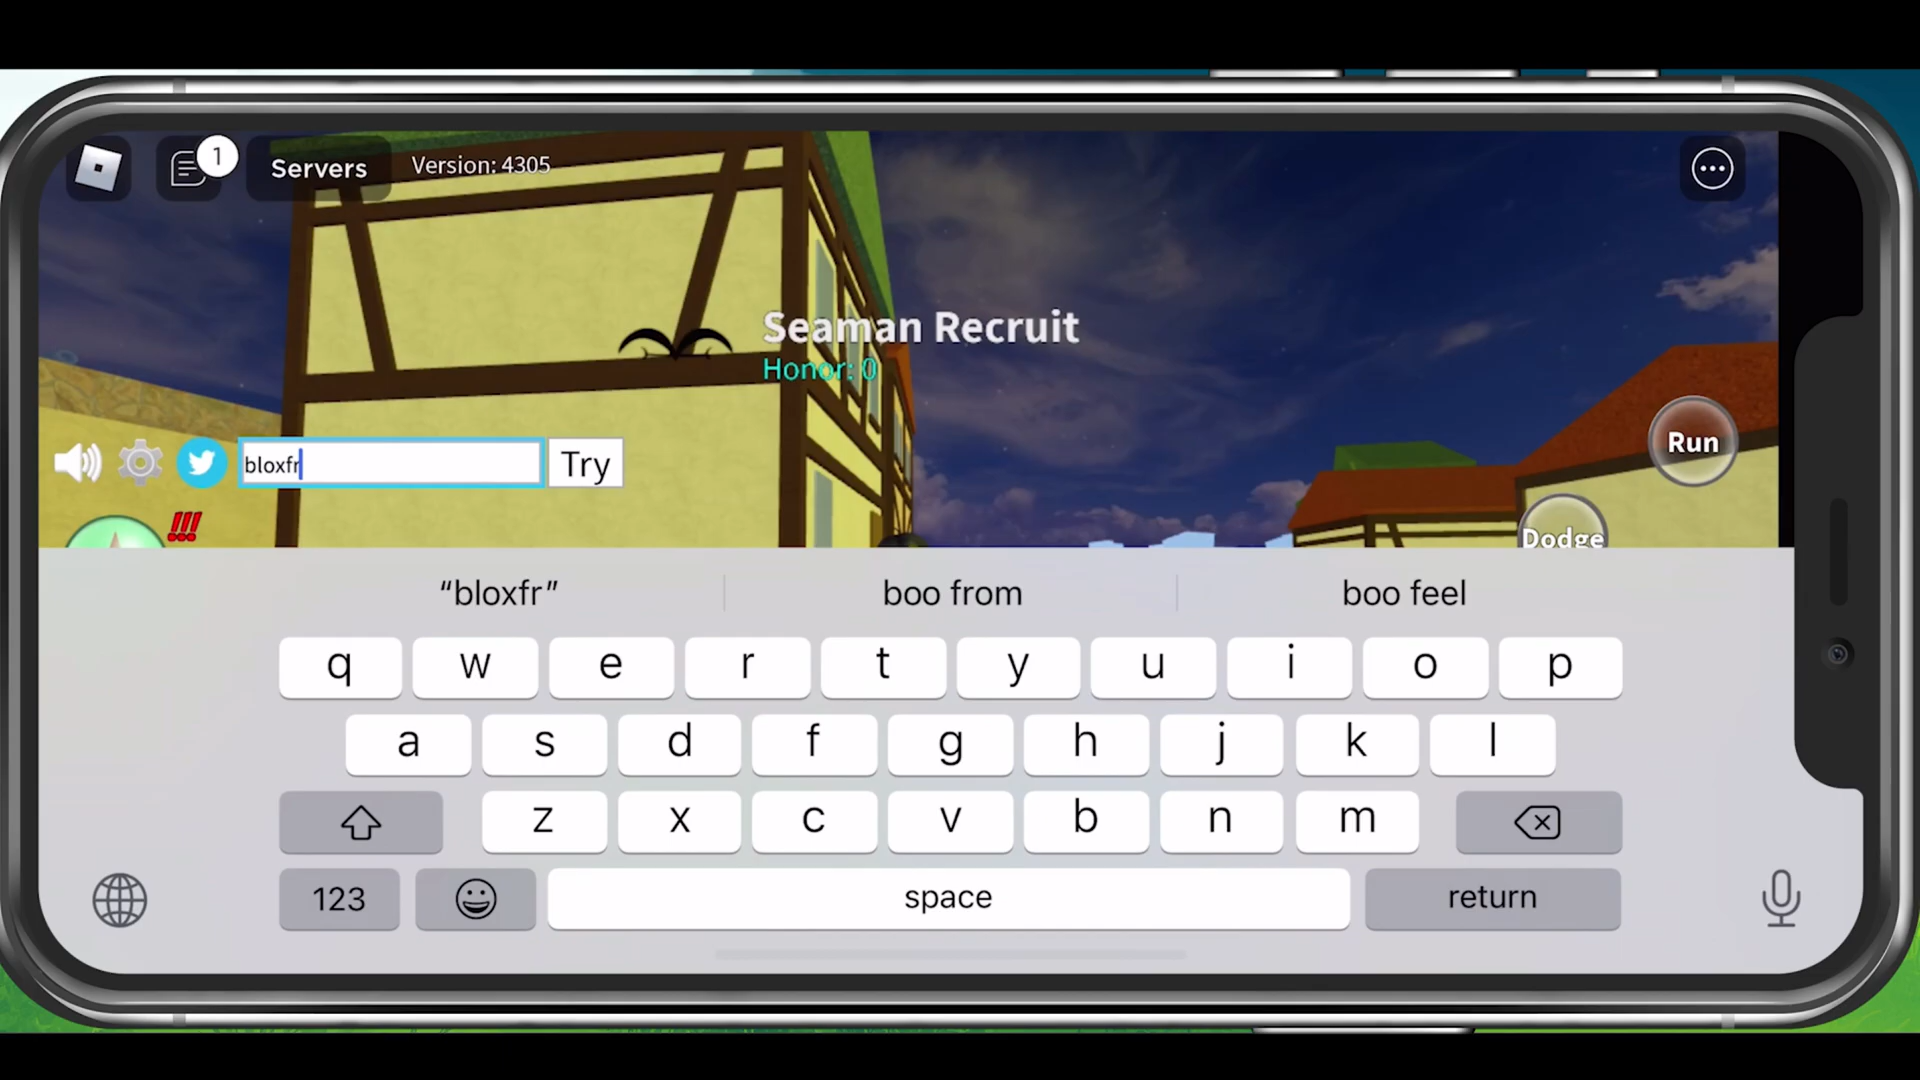 1
Servers
Version: 4305
Seaman Recruit
Honor: 0
Run
bloxfr
Try
!!!
Dodge
“bloxfr”
boo from
boo feel
q w e r t y u i o p
a s d f g h j k l
z x c v b n m
123
space
return